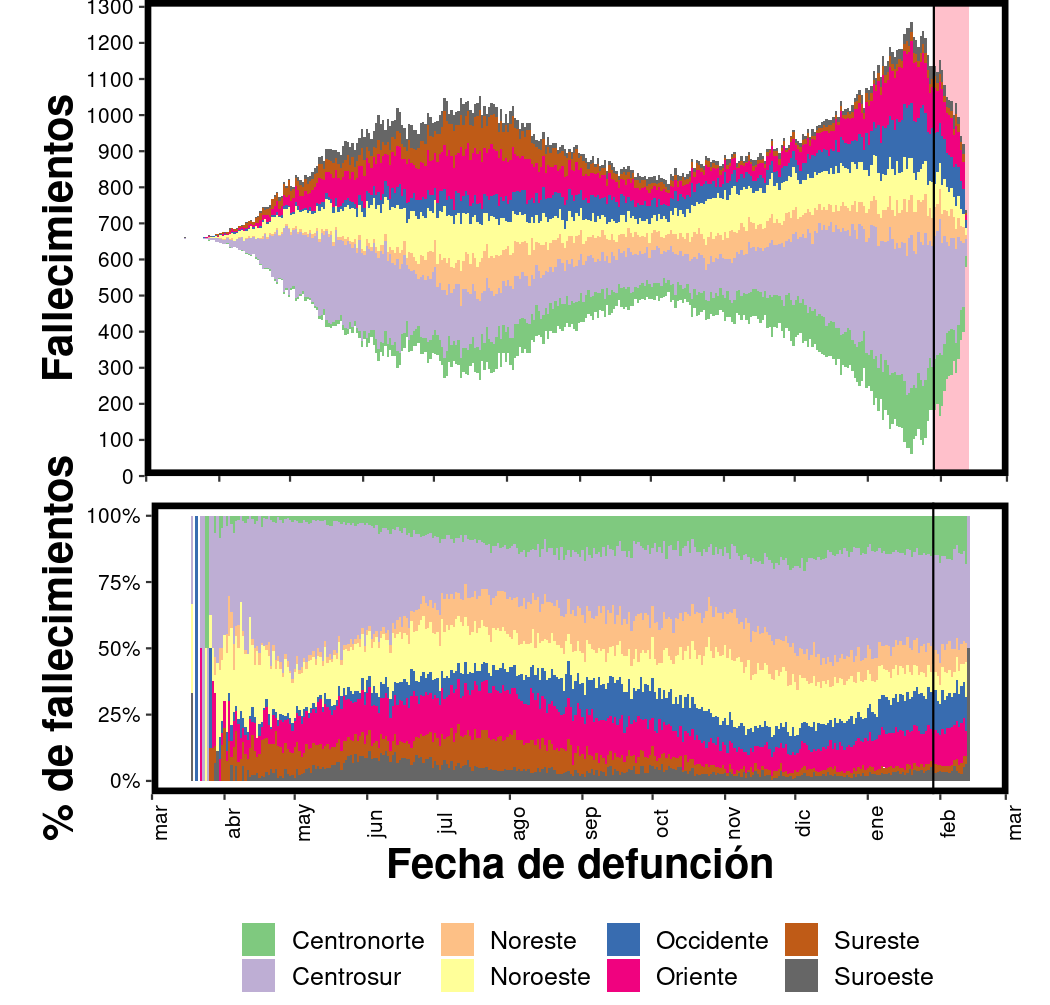 Fallecimientos
1300
1200
1100
1000
900
800
700
600
500
400
300
200
100
0
% de fallecimientos
100%
75%
50%
25%
0%
mar
abr
may
jun
jul
ago
sep
oct
nov
dic
ene
feb
mar
Fecha de defunción
Centronorte
Noreste
Occidente
Sureste
Centrosur
Noroeste
Oriente
Suroeste